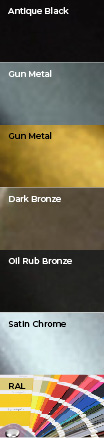 Antique Black
Gun Metal
Gun Metal
Dark Bronze
Oil Rub Bronze
Satin Chrome
RAL